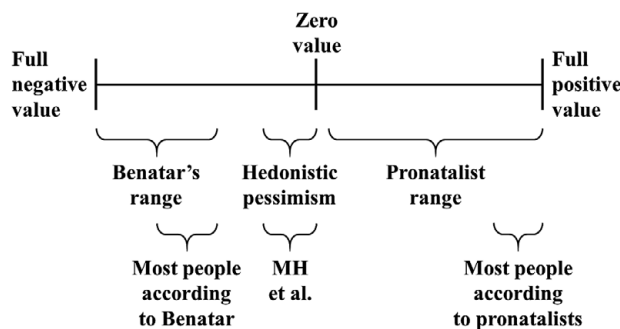 Zero
value
Full
negative
value
Full
positive
value
Benatar’s
range
Hedonistic
pessimism
Pronatalist
range
Most people
according
to Benatar
MH
et al.
Most people
according
to pronatalists